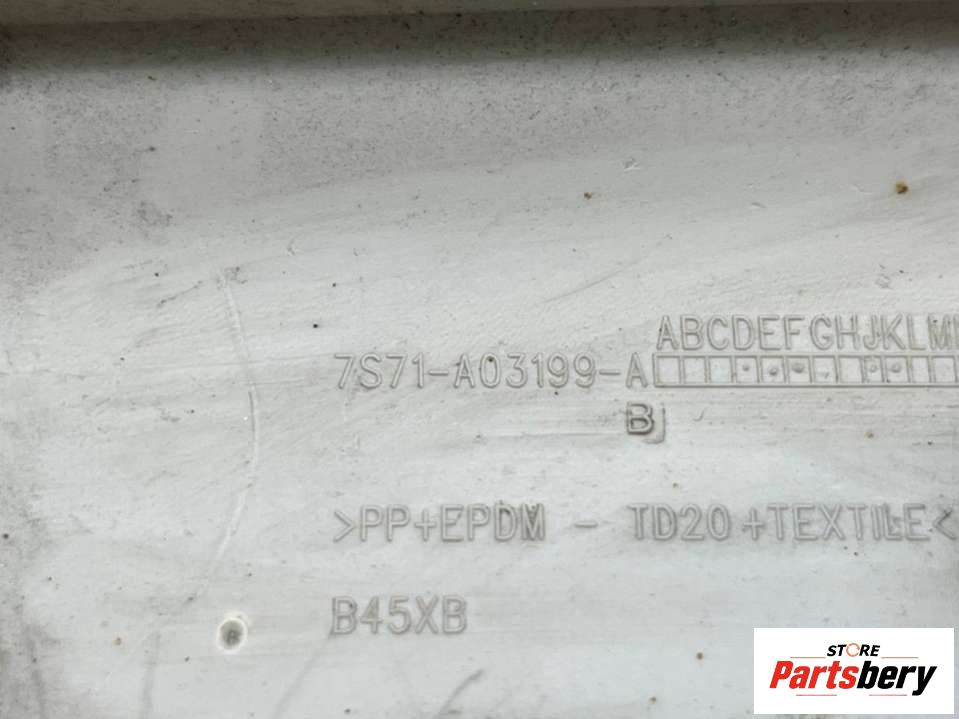 ABCDEFGHJKLM
7S71-A03199-A
B
>PP+EPDM - TD20+TEXTILE<
B45XB
STORE
Partsbery